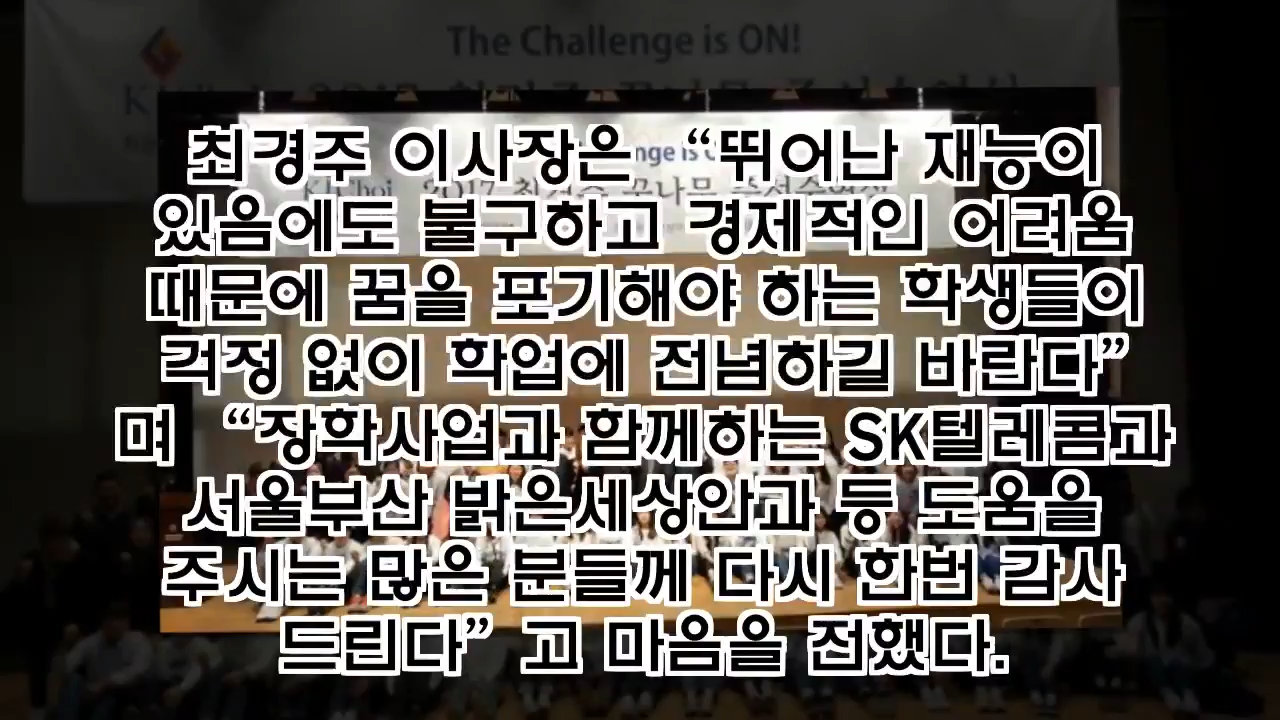 The Challenge is ON!
최경주 이사장은 “뛰어난 재능이
있음에도 불구하고 경제적인 어려움
때문에 꿈을 포기해야 하는 학생들이
걱정 없이 학업에 전념하길 바란다”
며 “장학사업과 함께하는 SK텔레콤과
서울부산 밝은세상안과 등 도움을
주시는 많은 분들께 다시 한번 감사
드린다” 고 마음을 전했다.